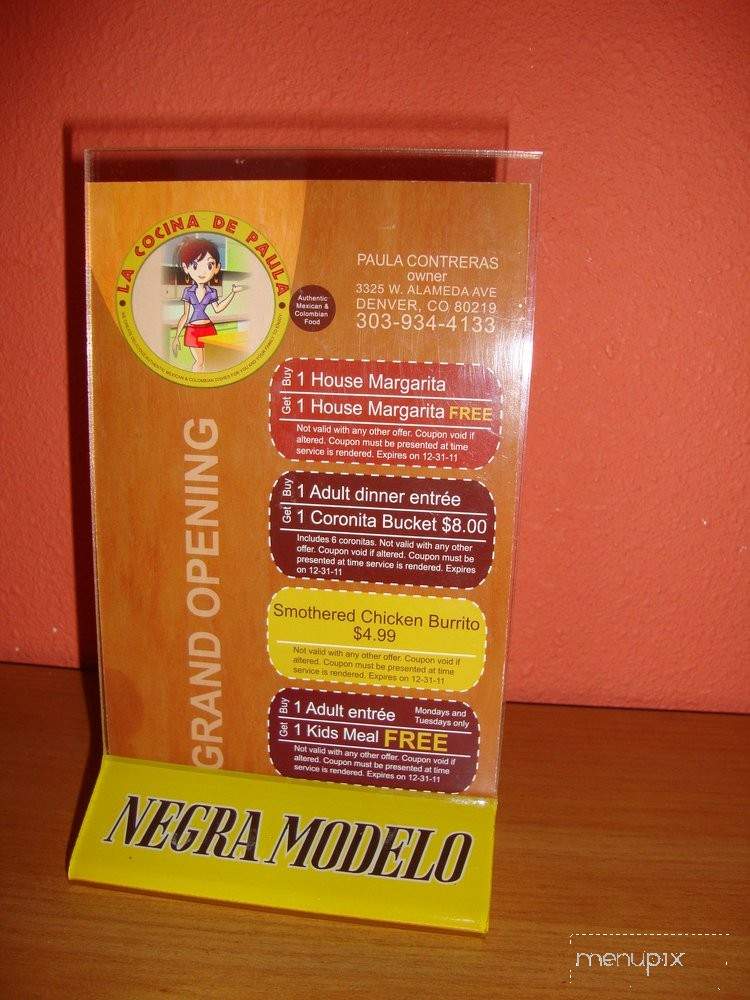 LA COCINA DE PAULA
Authentic
Mexican &
Colombian
Food
PAULA CONTRERAS
owner
3325 W. ALAMEDA AVE
DENVER, CO 80219
303-934-4133
GRAND OPENING
Buy 1 House Margarita
Get 1 House Margarita FREE
Not valid with any other offer. Coupon void if
altered. Coupon must be presented at time
service is rendered. Expires on 12-31-11
Buy 1 Adult dinner entrée
Get 1 Coronita Bucket $8.00
Includes 6 coronitas. Not valid with any other
offer. Coupon void if altered. Coupon must be
presented at time service is rendered. Expires
on 12-31-11
Smothered Chicken Burrito
$4.99
Not valid with any other offer. Coupon void if
altered. Coupon must be presented at time
service is rendered. Expires on 12-31-11
Buy 1 Adult entrée
Mondays and
Tuesdays only
Get 1 Kids Meal FREE
Not valid with any other offer. Coupon void if
altered. Coupon must be presented at time
service is rendered. Expires on 12-31-11
NEGRA MODELO
menupix